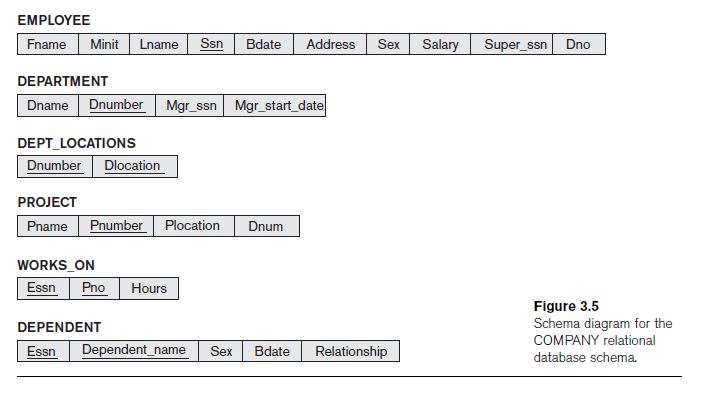 EMPLOYEE
Fname Minit Lname Ssn Bdate Address Sex Salary Super_ssn Dno
DEPARTMENT
Dname Dnumber Mgr_ssn Mgr_start_date
DEPT_LOCATIONS
Dnumber Dlocation
PROJECT
Pname Pnumber Plocation Dnum
WORKS_ON
Essn Pno Hours
DEPENDENT
Essn Dependent_name Sex Bdate Relationship
Figure 3.5
Schema diagram for the
COMPANY relational
database schema.